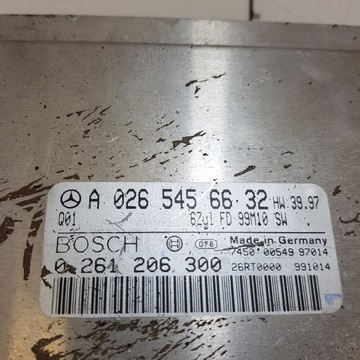 A 026 545 66 32 HW 39.97
Q01 6Zyl FD 99M10 SW
BOSCH Made in Germany
7450 00549 97014
0 261 206 300 26RT0000 991014